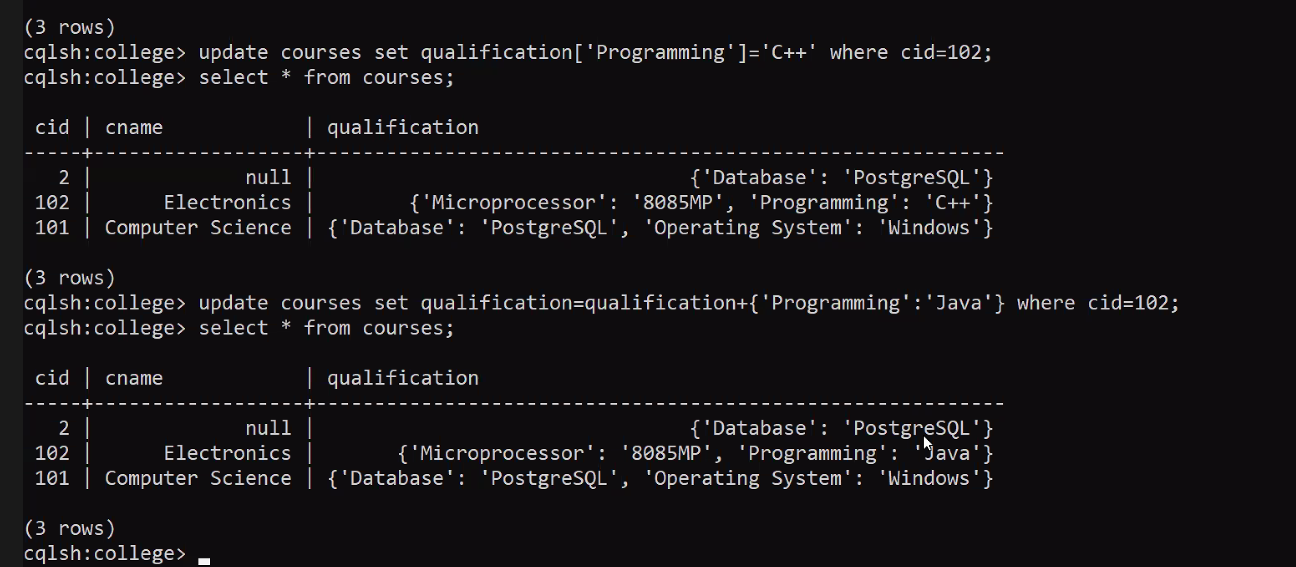 (3 rows)
cqlsh:college> update courses set qualification['Programming']='C++' where cid=102;
cqlsh:college> select * from courses;
 cid | cname            | qualification
-----+------------------+-----------------------------------------------------------
   2 |             null |                               {'Database': 'PostgreSQL'}
 102 |      Electronics |       {'Microprocessor': '8085MP', 'Programming': 'C++'}
 101 | Computer Science | {'Database': 'PostgreSQL', 'Operating System': 'Windows'}
(3 rows)
cqlsh:college> update courses set qualification=qualification+{'Programming':'Java'} where cid=102;
cqlsh:college> select * from courses;
 cid | cname            | qualification
-----+------------------+-----------------------------------------------------------
   2 |             null |                               {'Database': 'PostgreSQL'}
 102 |      Electronics |      {'Microprocessor': '8085MP', 'Programming': 'Java'}
 101 | Computer Science | {'Database': 'PostgreSQL', 'Operating System': 'Windows'}
(3 rows)
cqlsh:college>